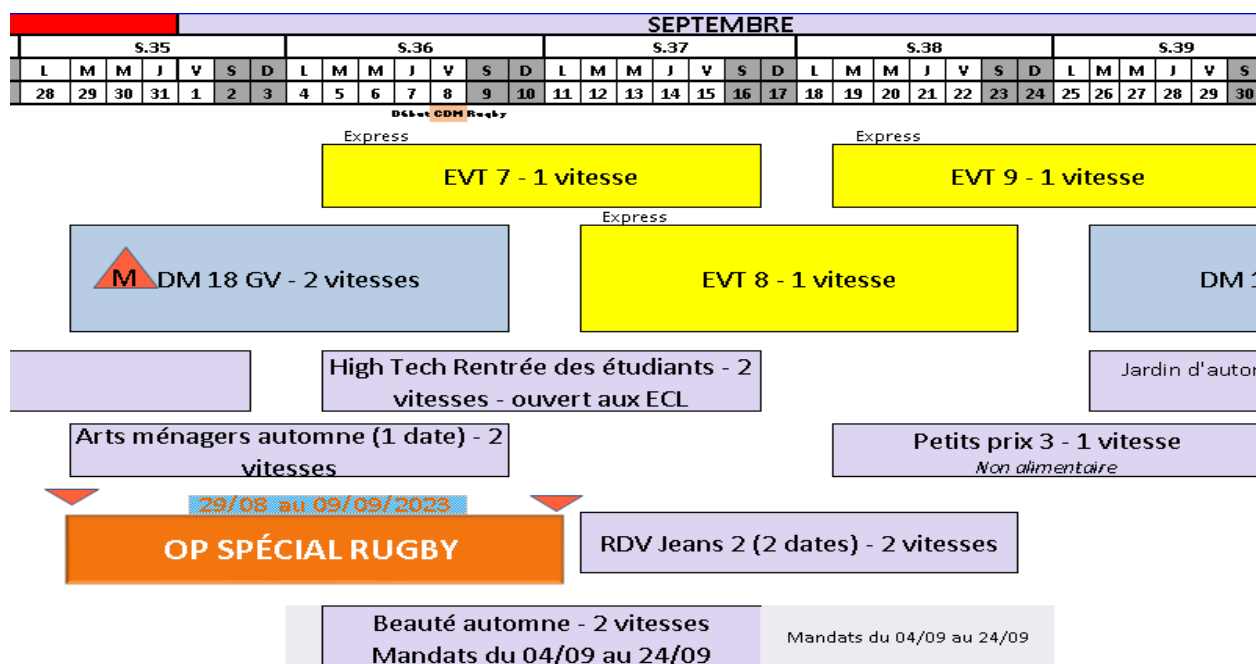 SEPTEMBRE
S.35 S.36 S.37 S.38 S.39
L M M J V S D L M M J V S D L M M J V S D L M M J V S D L M M J V S
28 29 30 31 1 2 3 4 5 6 7 8 9 10 11 12 13 14 15 16 17 18 19 20 21 22 23 24 25 26 27 28 29 30
Début CDM Rugby
Express Express
EVT 7 - 1 vitesse EVT 9 - 1 vitesse
Express
M DM 18 GV - 2 vitesses EVT 8 - 1 vitesse DM 1
High Tech Rentrée des étudiants - 2
vitesses - ouvert aux ECL
Jardin d'auto
Arts ménagers automne (1 date) - 2
vitesses
Petits prix 3 - 1 vitesse
Non alimentaire
29/08 au 09/09/2023
OP SPÉCIAL RUGBY RDV Jeans 2 (2 dates) - 2 vitesses
Beauté automne - 2 vitesses
Mandats du 04/09 au 24/09
Mandats du 04/09 au 24/09